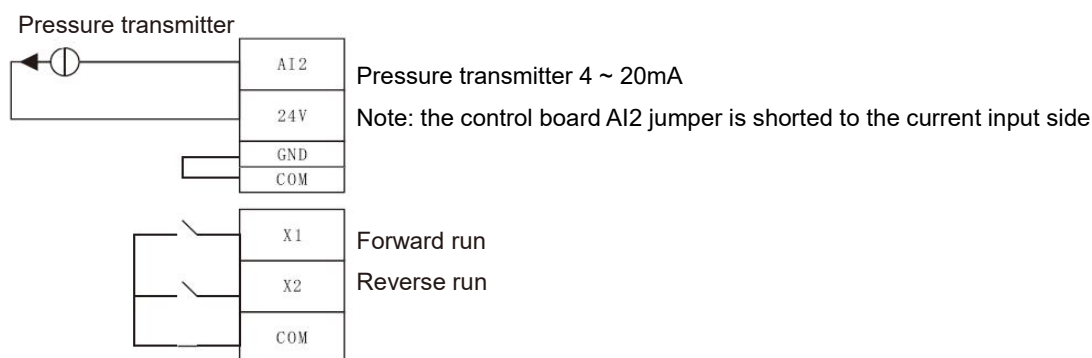 Pressure transmitter
AI2
Pressure transmitter 4 ~ 20mA
24V
Note: the control board AI2 jumper is shorted to the current input side
GND
COM
X1
Forward run
X2
Reverse run
COM